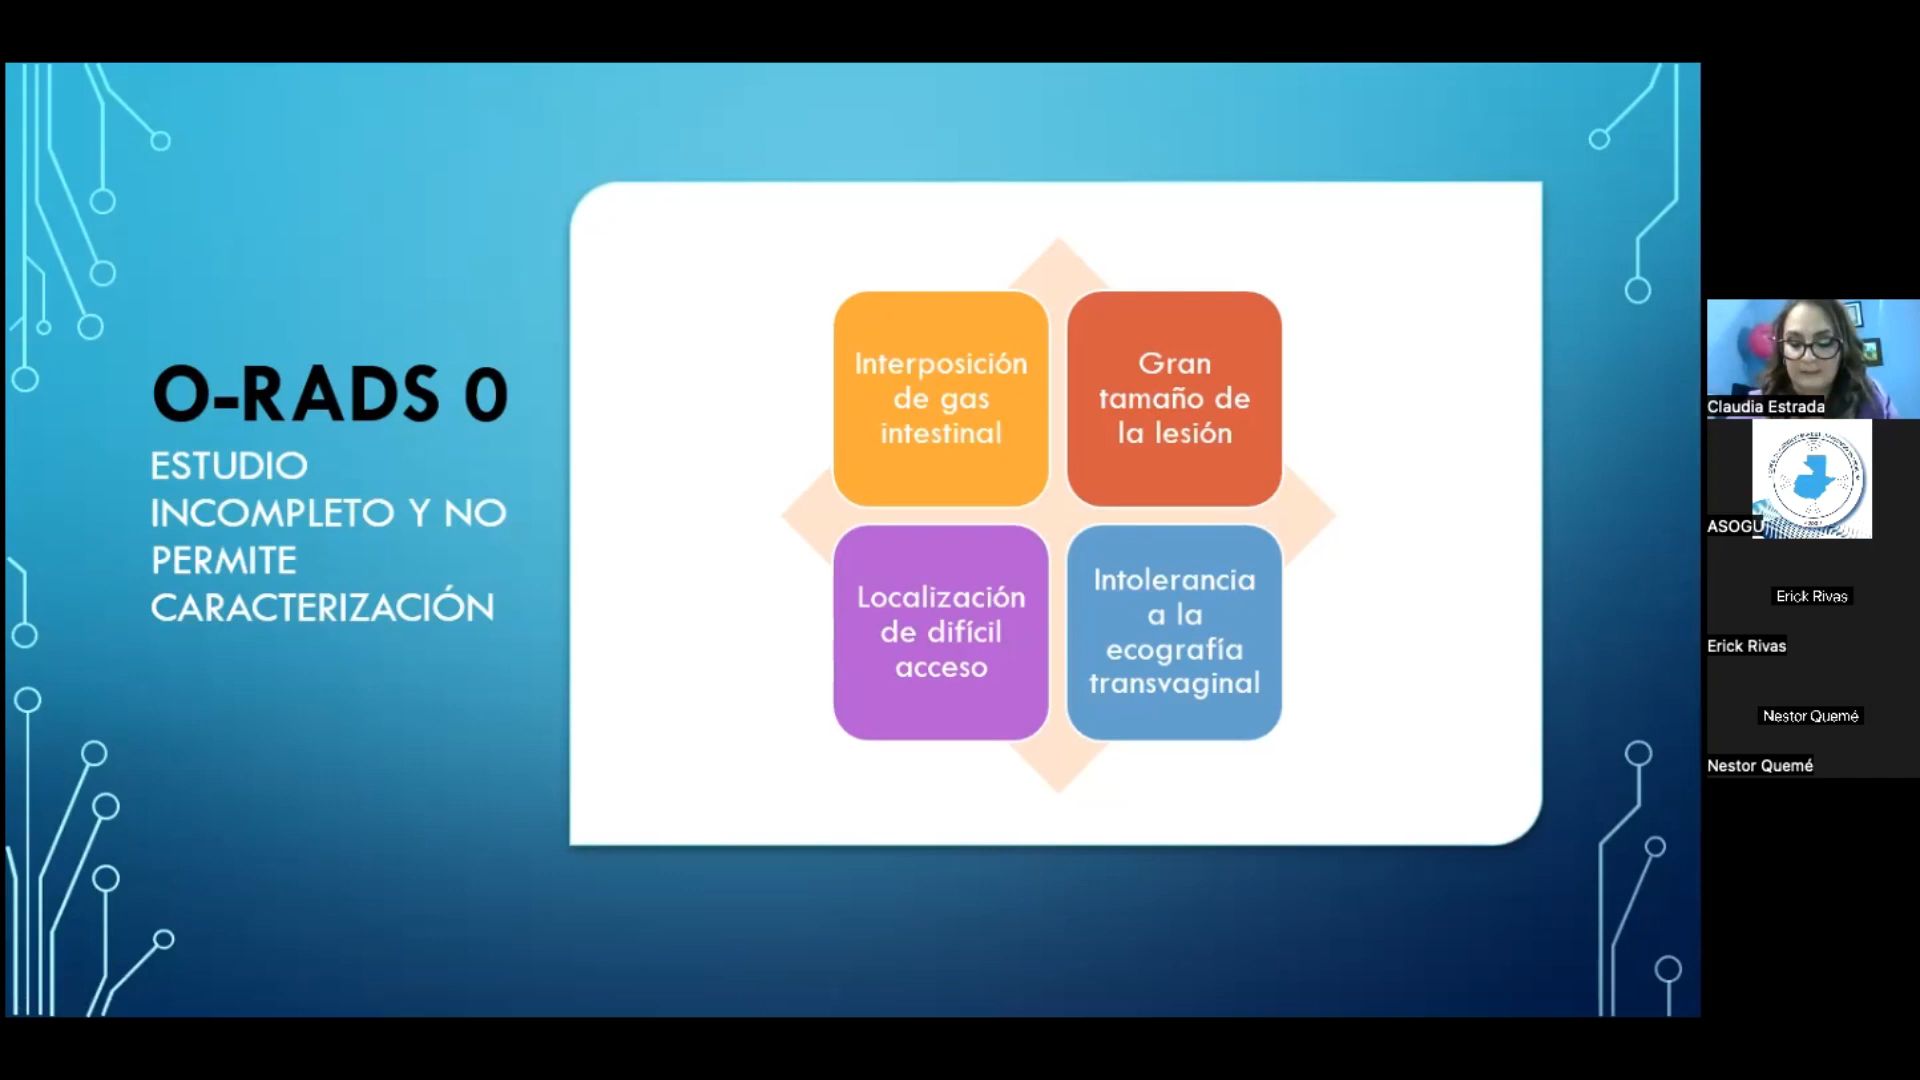 O-RADS 0
ESTUDIO
INCOMPLETO Y NO
PERMITE
CARACTERIZACIÓN
Interposición
de gas
intestinal
Gran
tamaño de
la lesión
Localización
de difícil
acceso
Intolerancia
a la
ecografía
transvaginal
Claudia Estrada
ASOGU
Erick Rivas
Erick Rivas
Nestor Quemé
Nestor Quemé